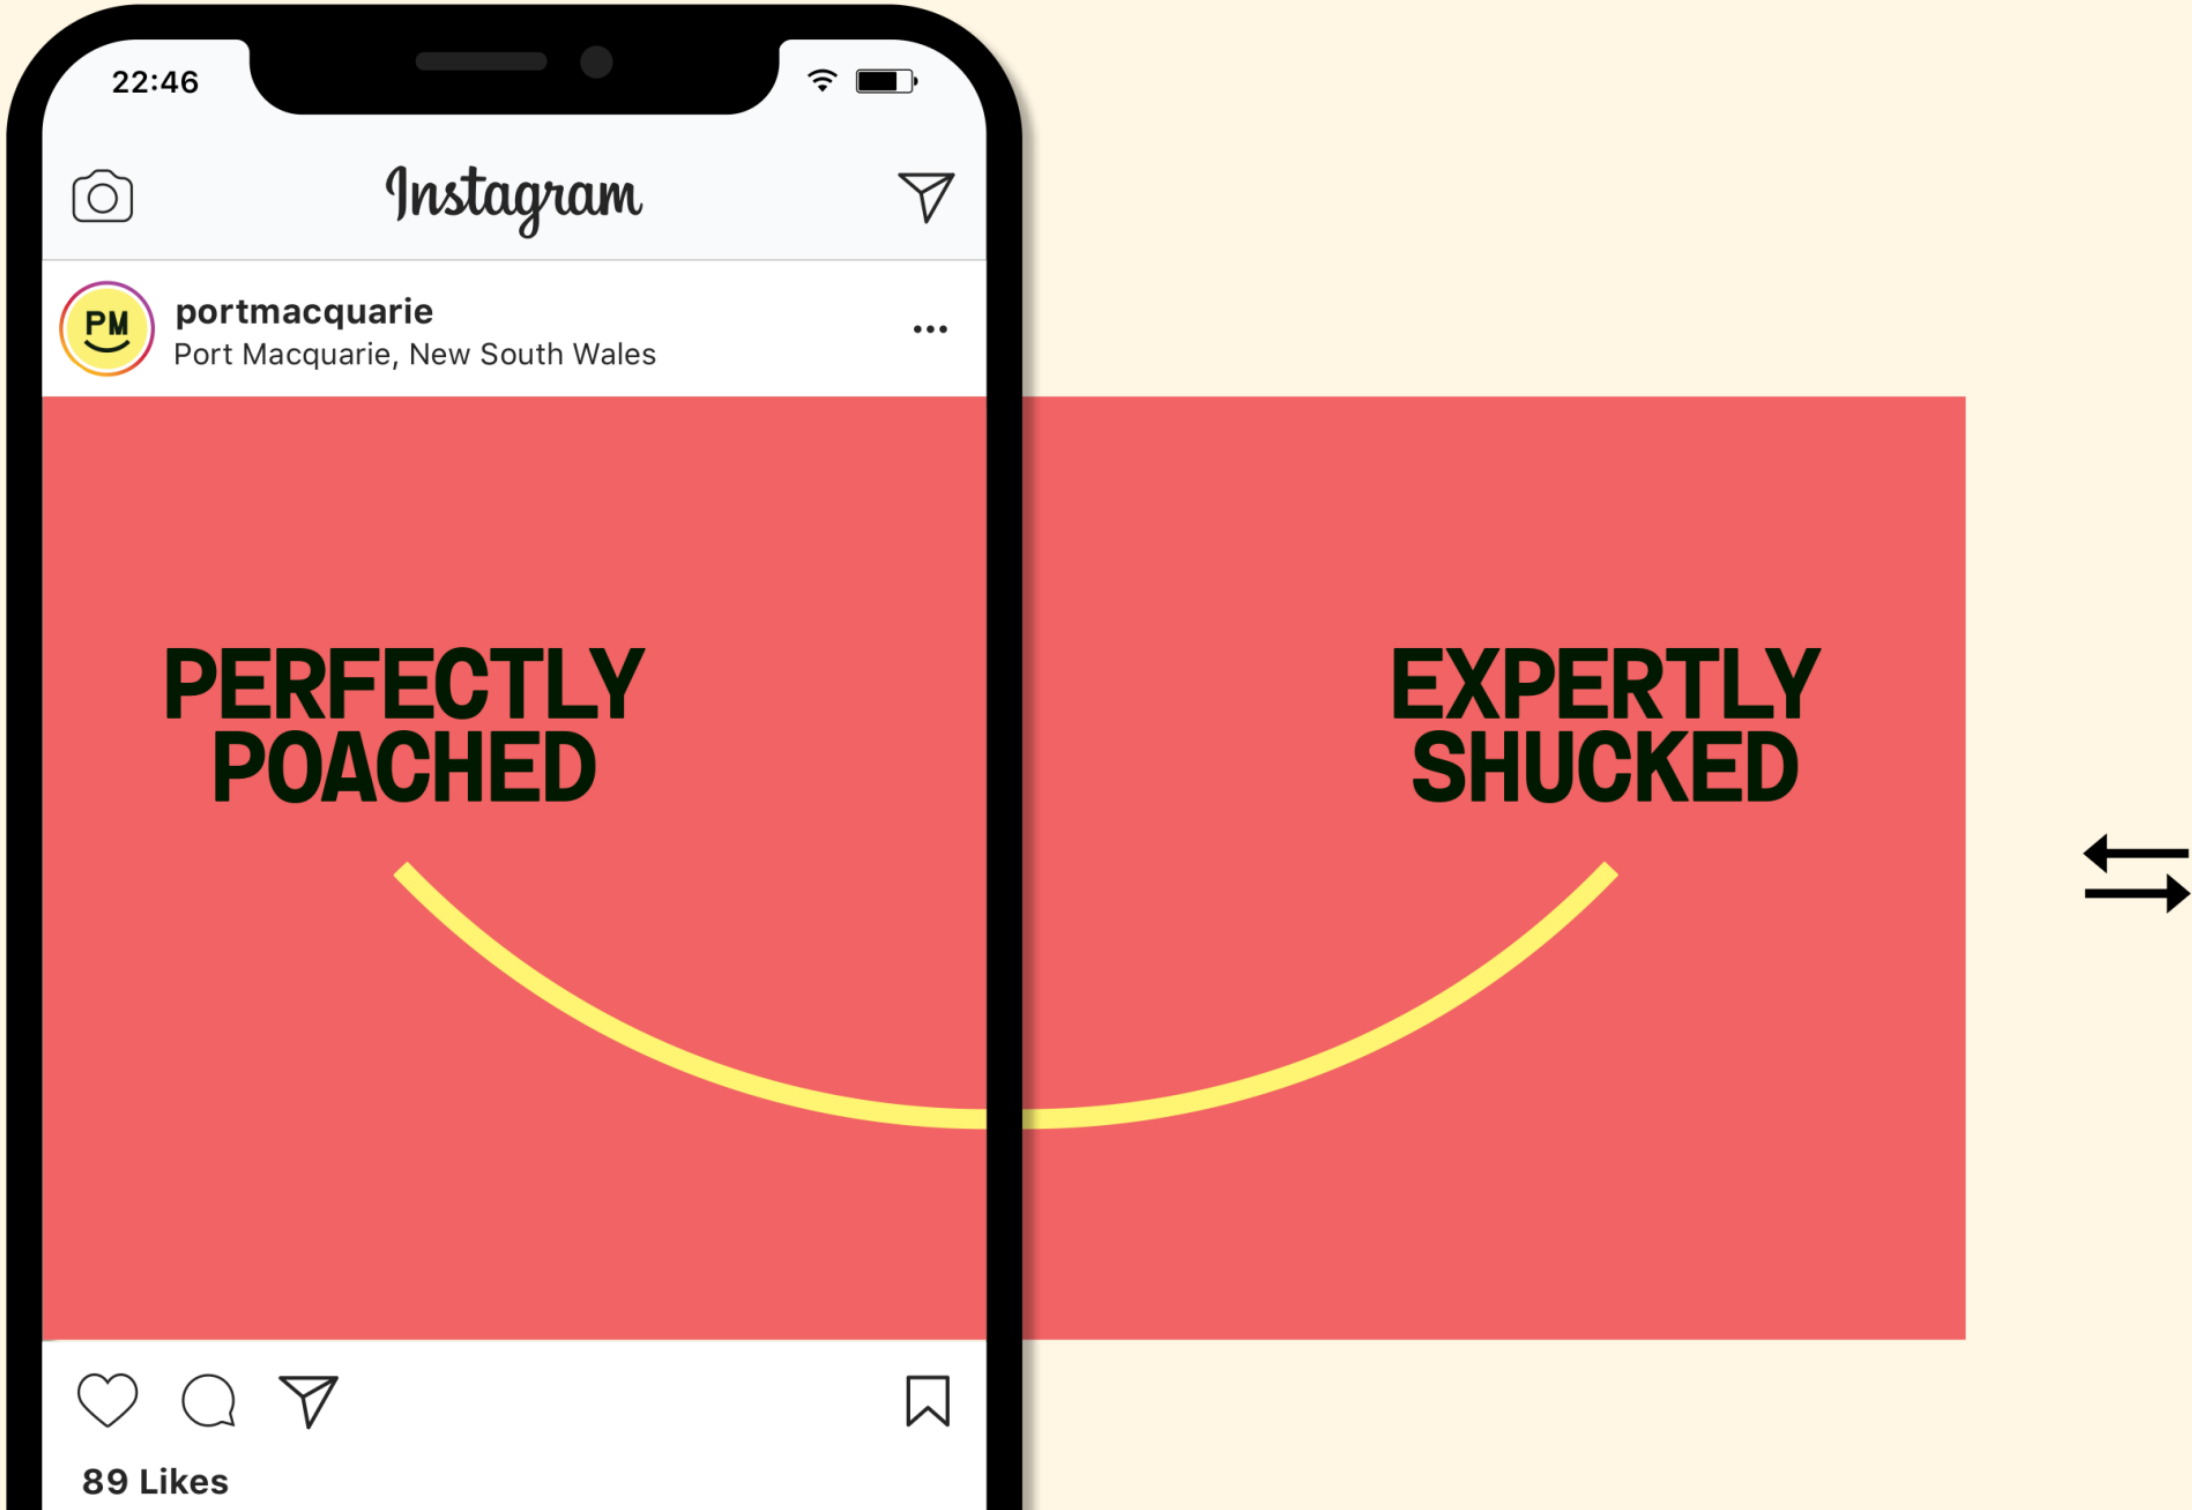 22:46
Instagram
PM
portmacquarie
Port Macquarie, New South Wales
PERFECTLY
POACHED
EXPERTLY
SHUCKED
89 Likes